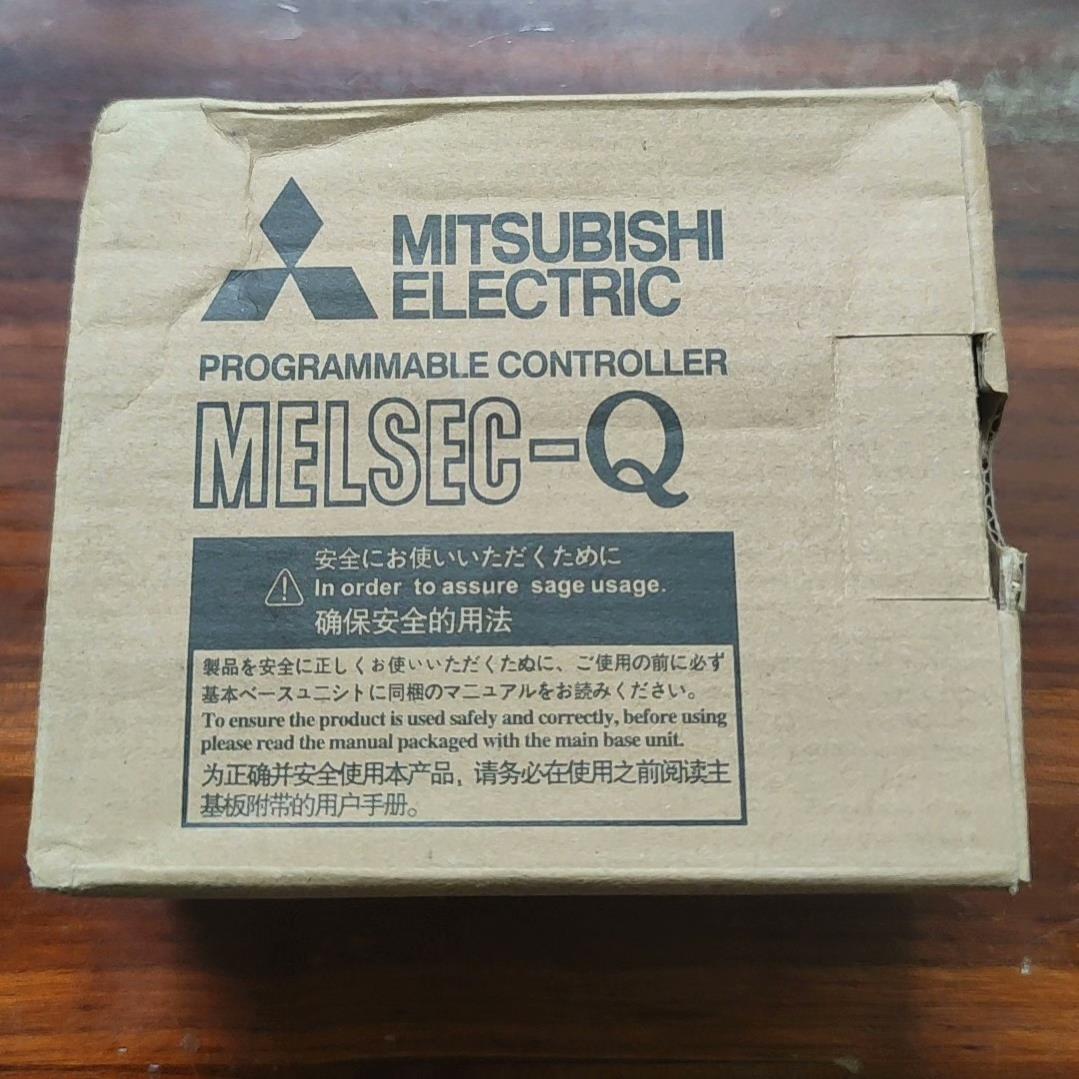 MITSUBISHI
ELECTRIC
PROGRAMMABLE CONTROLLER
MELSEC-Q
安全にお使いいただくために
In order to assure sage usage.
确保安全的用法
製品を安全に正しくお使いいただくたぬに、ご使用の前に必ず
基本ベースユニシトに同梱のマニュアルをお読みください。
To ensure the product is used safely and correctly, before using
please read the manual packaged with the main base unit.
为正确并安全使用本产品，请务必在使用之前阅读主
基板附带的用户手册。